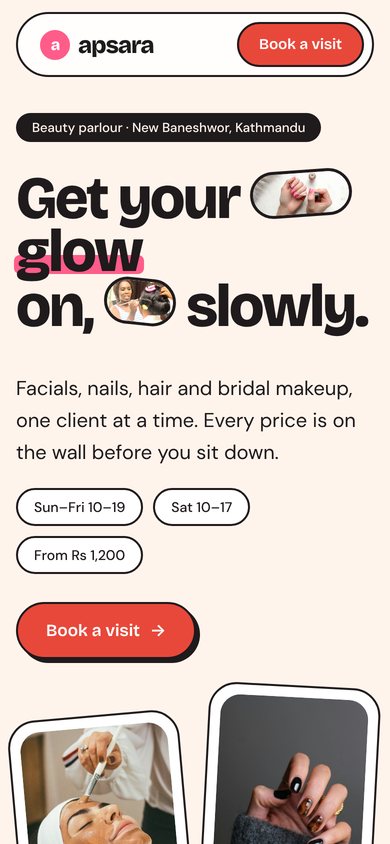 a apsara
Book a visit
Beauty parlour · New Baneshwor, Kathmandu
Get your
glow
on, slowly.
Facials, nails, hair and bridal makeup,
one client at a time. Every price is on
the wall before you sit down.
Sun–Fri 10–19
Sat 10–17
From Rs 1,200
Book a visit →